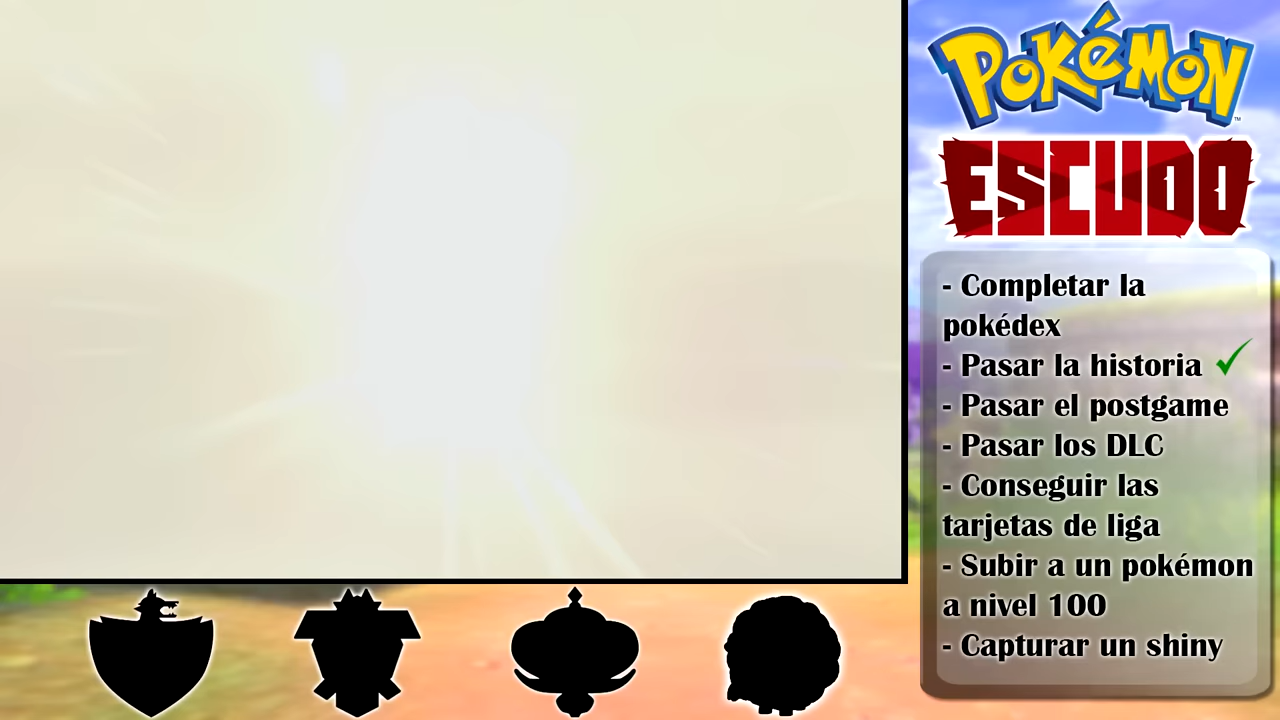 POKéMON
TM
ESCUDO
- Completar la
pokédex
- Pasar la historia
- Pasar el postgame
- Pasar los DLC
- Conseguir las
tarjetas de liga
- Subir a un pokémon
a nivel 100
- Capturar un shiny